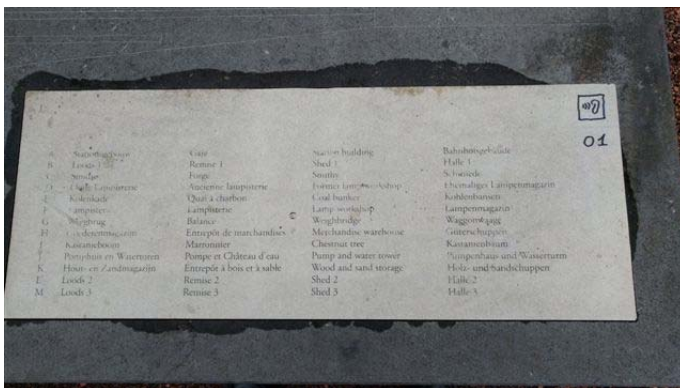 01
A Stationsgebouw Gare Station building Bahnhofsgebäude
B Loods 1 Remise 1 Shed 1 Halle 1
C Smidse Forge Smithy Schmiede
D Oude Lampisterie Ancienne lampisterie Former lamp workshop Ehemaliges Lampenmagazin
E Kolenkade Quai à charbon Coal bunker Kohlenbansen
F Lampisterie Lampisterie Lamp workshop Lampenmagazin
G Weegbrug Balance Weighbridge Waggonwaage
H Goederenmagazijn Entrepôt de marchandises Merchandise warehouse Güterschuppen
I Kastanieboom Marronnier Chestnut tree Kastanienbaum
J Pomphuis en Watertoren Pompe et Château d'eau Pump and water tower Pumpenhaus und Wasserturm
K Hout- en Zandmagazijn Entrepôt à bois et à sable Wood and sand storage Holz- und Sandschuppen
L Loods 2 Remise 2 Shed 2 Halle 2
M Loods 3 Remise 3 Shed 3 Halle 3